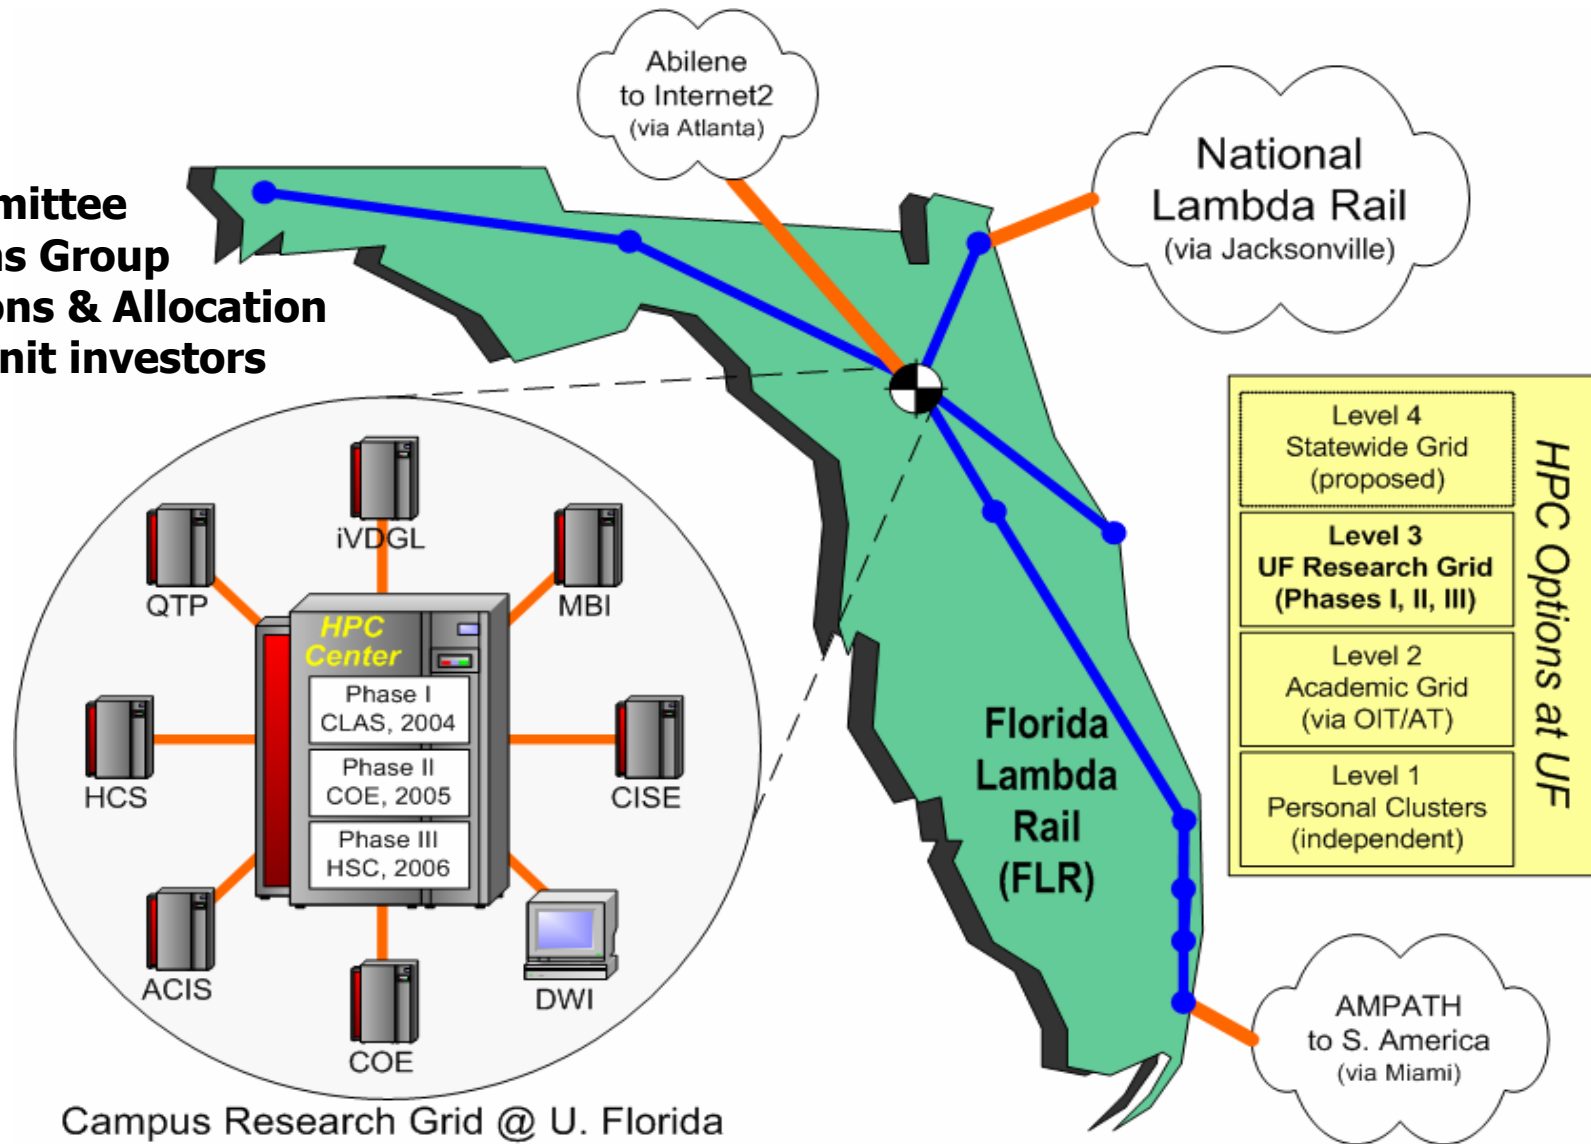 Abilene
to Internet2
(via Atlanta)
National
Lambda Rail
(via Jacksonville)
Group
& Allocation
investors
iVDGL
QTP
MBI
HPC
Center
Phase I
CLAS, 2004
Phase II
COE, 2005
Phase III
HSC, 2006
HCS
CISE
ACIS
DWI
COE
Campus Research Grid @ U. Florida
Florida
Lambda
Rail
(FLR)
Level 4
Statewide Grid
(proposed)
Level 3
UF Research Grid
(Phases I, II, III)
Level 2
Academic Grid
(via OIT/AT)
Level 1
Personal Clusters
(independent)
HPC Options at UF
AMPATH
to S. America
(via Miami)